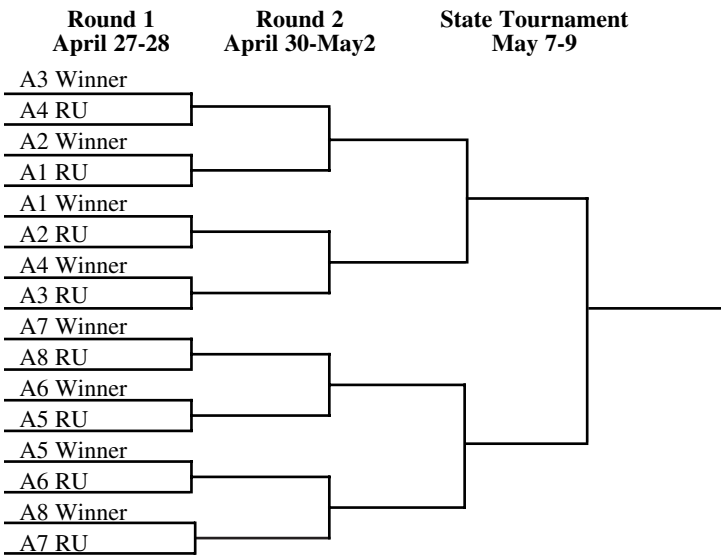 Round 1 Round 2 State Tournament
April 27-28 April 30-May2 May 7-9
A3 Winner
A4 RU
A2 Winner
A1 RU
A1 Winner
A2 RU
A4 Winner
A3 RU
A7 Winner
A8 RU
A6 Winner
A5 RU
A5 Winner
A6 RU
A8 Winner
A7 RU